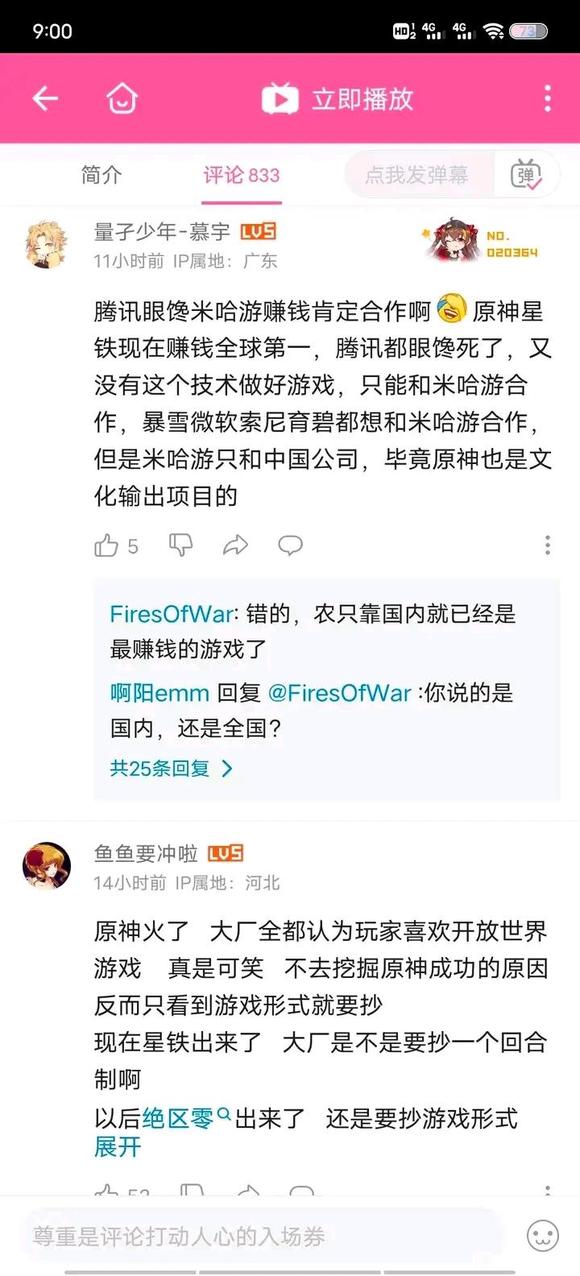 9:00
HD 1 2 4G 4G 73
立即播放
简介
评论 833
点我发弹幕
弹
量孑少年-慕宇 LV5
NO.
020364
11小时前 IP属地：广东
腾讯眼馋米哈游赚钱肯定合作啊🤣原神星
铁现在赚钱全球第一，腾讯都眼馋死了，又
没有这个技术做好游戏，只能和米哈游合
作，暴雪微软索尼育碧都想和米哈游合作，
但是米哈游只和中国公司，毕竟原神也是文
化输出项目的
5
FiresOfWar: 错的，农只靠国内就已经是
最赚钱的游戏了
啊阳emm 回复 @FiresOfWar :你说的是
国内，还是全国？
共25条回复 >
鱼鱼要冲啦 LV5
14小时前 IP属地：河北
原神火了 大厂全都认为玩家喜欢开放世界
游戏 真是可笑 不去挖掘原神成功的原因
反而只看到游戏形式就要抄
现在星铁出来了 大厂是不是要抄一个回合
制啊
以后绝区零出来了 还是要抄游戏形式
展开
尊重是评论打动人心的入场券